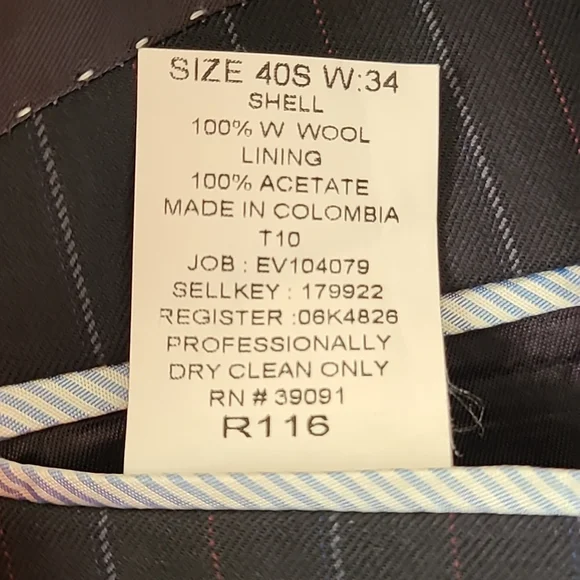 SIZE 40S W:34
SHELL
100% W WOOL
LINING
100% ACETATE
MADE IN COLOMBIA
T10
JOB : EV104079
SELLKEY : 179922
REGISTER :06K4826
PROFESSIONALLY
DRY CLEAN ONLY
RN # 39091
R116